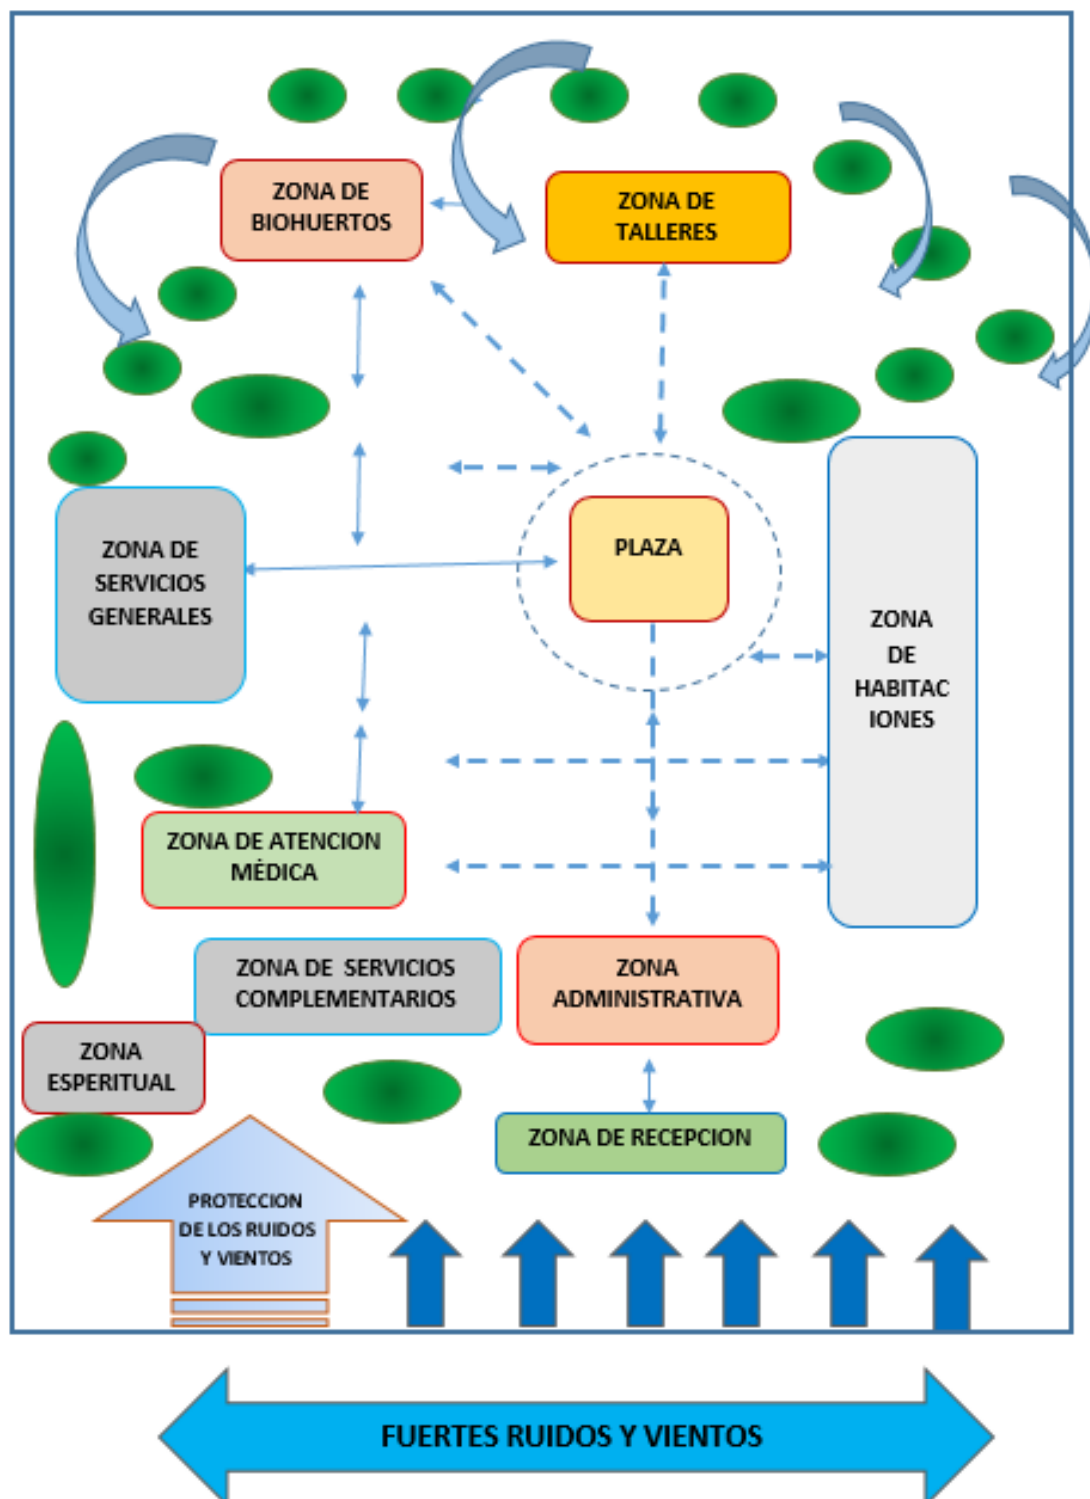 ZONA DE
BIOHUERTOS
ZONA DE
TALLERES
ZONA DE
SERVICIOS
GENERALES
PLAZA
ZONA
DE
HABITAC
IONES
ZONA DE ATENCION
MÉDICA
ZONA DE SERVICIOS
COMPLEMENTARIOS
ZONA
ADMINISTRATIVA
ZONA
ESPERITUAL
ZONA DE RECEPCION
PROTECCION
DE LOS RUIDOS
Y VIENTOS
FUERTES RUIDOS Y VIENTOS